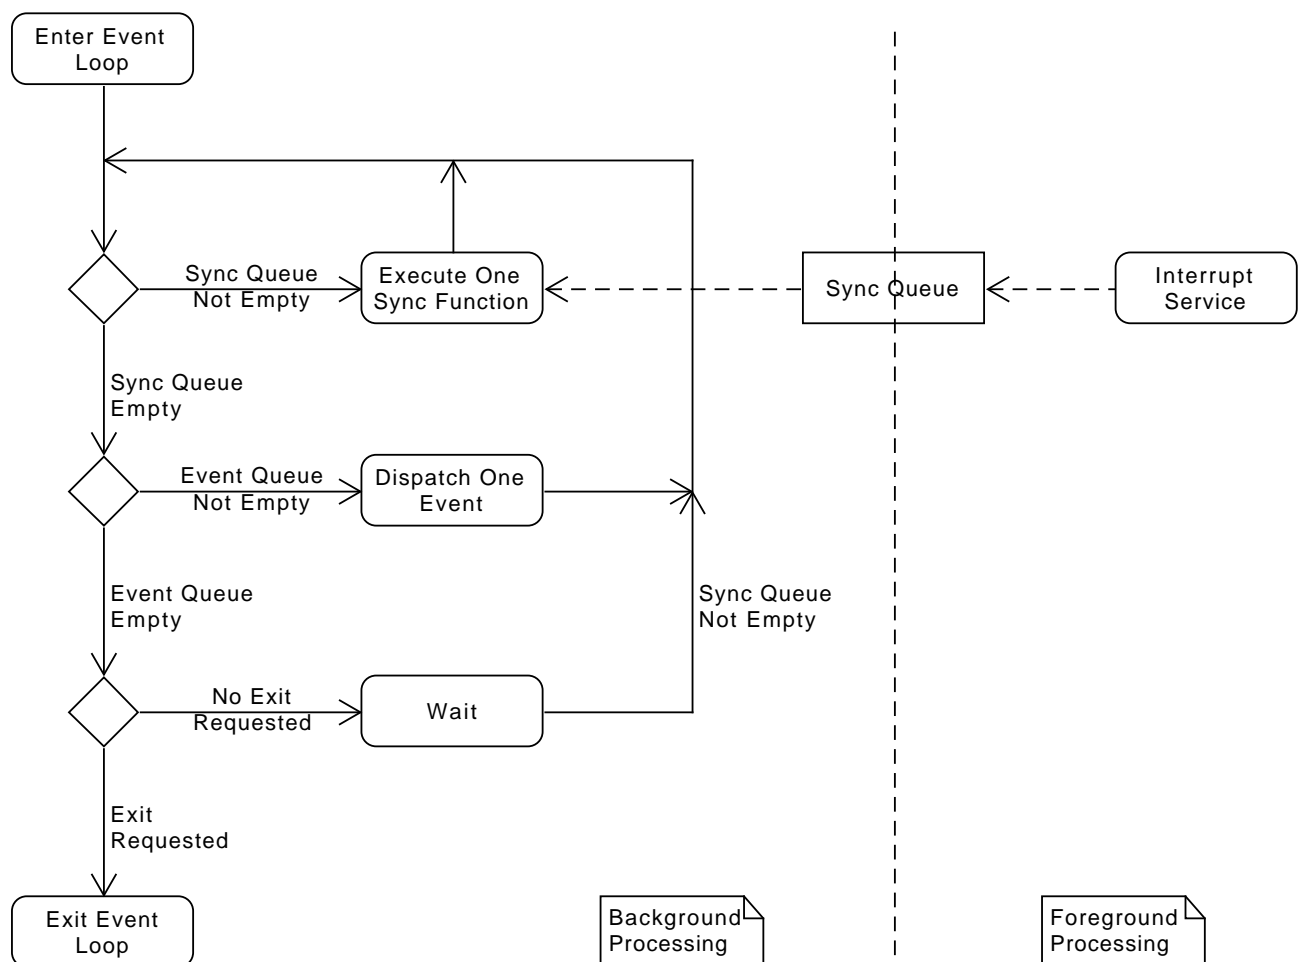 Enter Event
Loop
Sync Queue
Not Empty
Execute One
Sync Function
Sync Queue
Interrupt
Service
Sync Queue
Empty
Event Queue
Not Empty
Dispatch One
Event
Event Queue
Empty
Sync Queue
Not Empty
No Exit
Requested
Wait
Exit
Requested
Exit Event
Loop
Background
Processing
Foreground
Processing